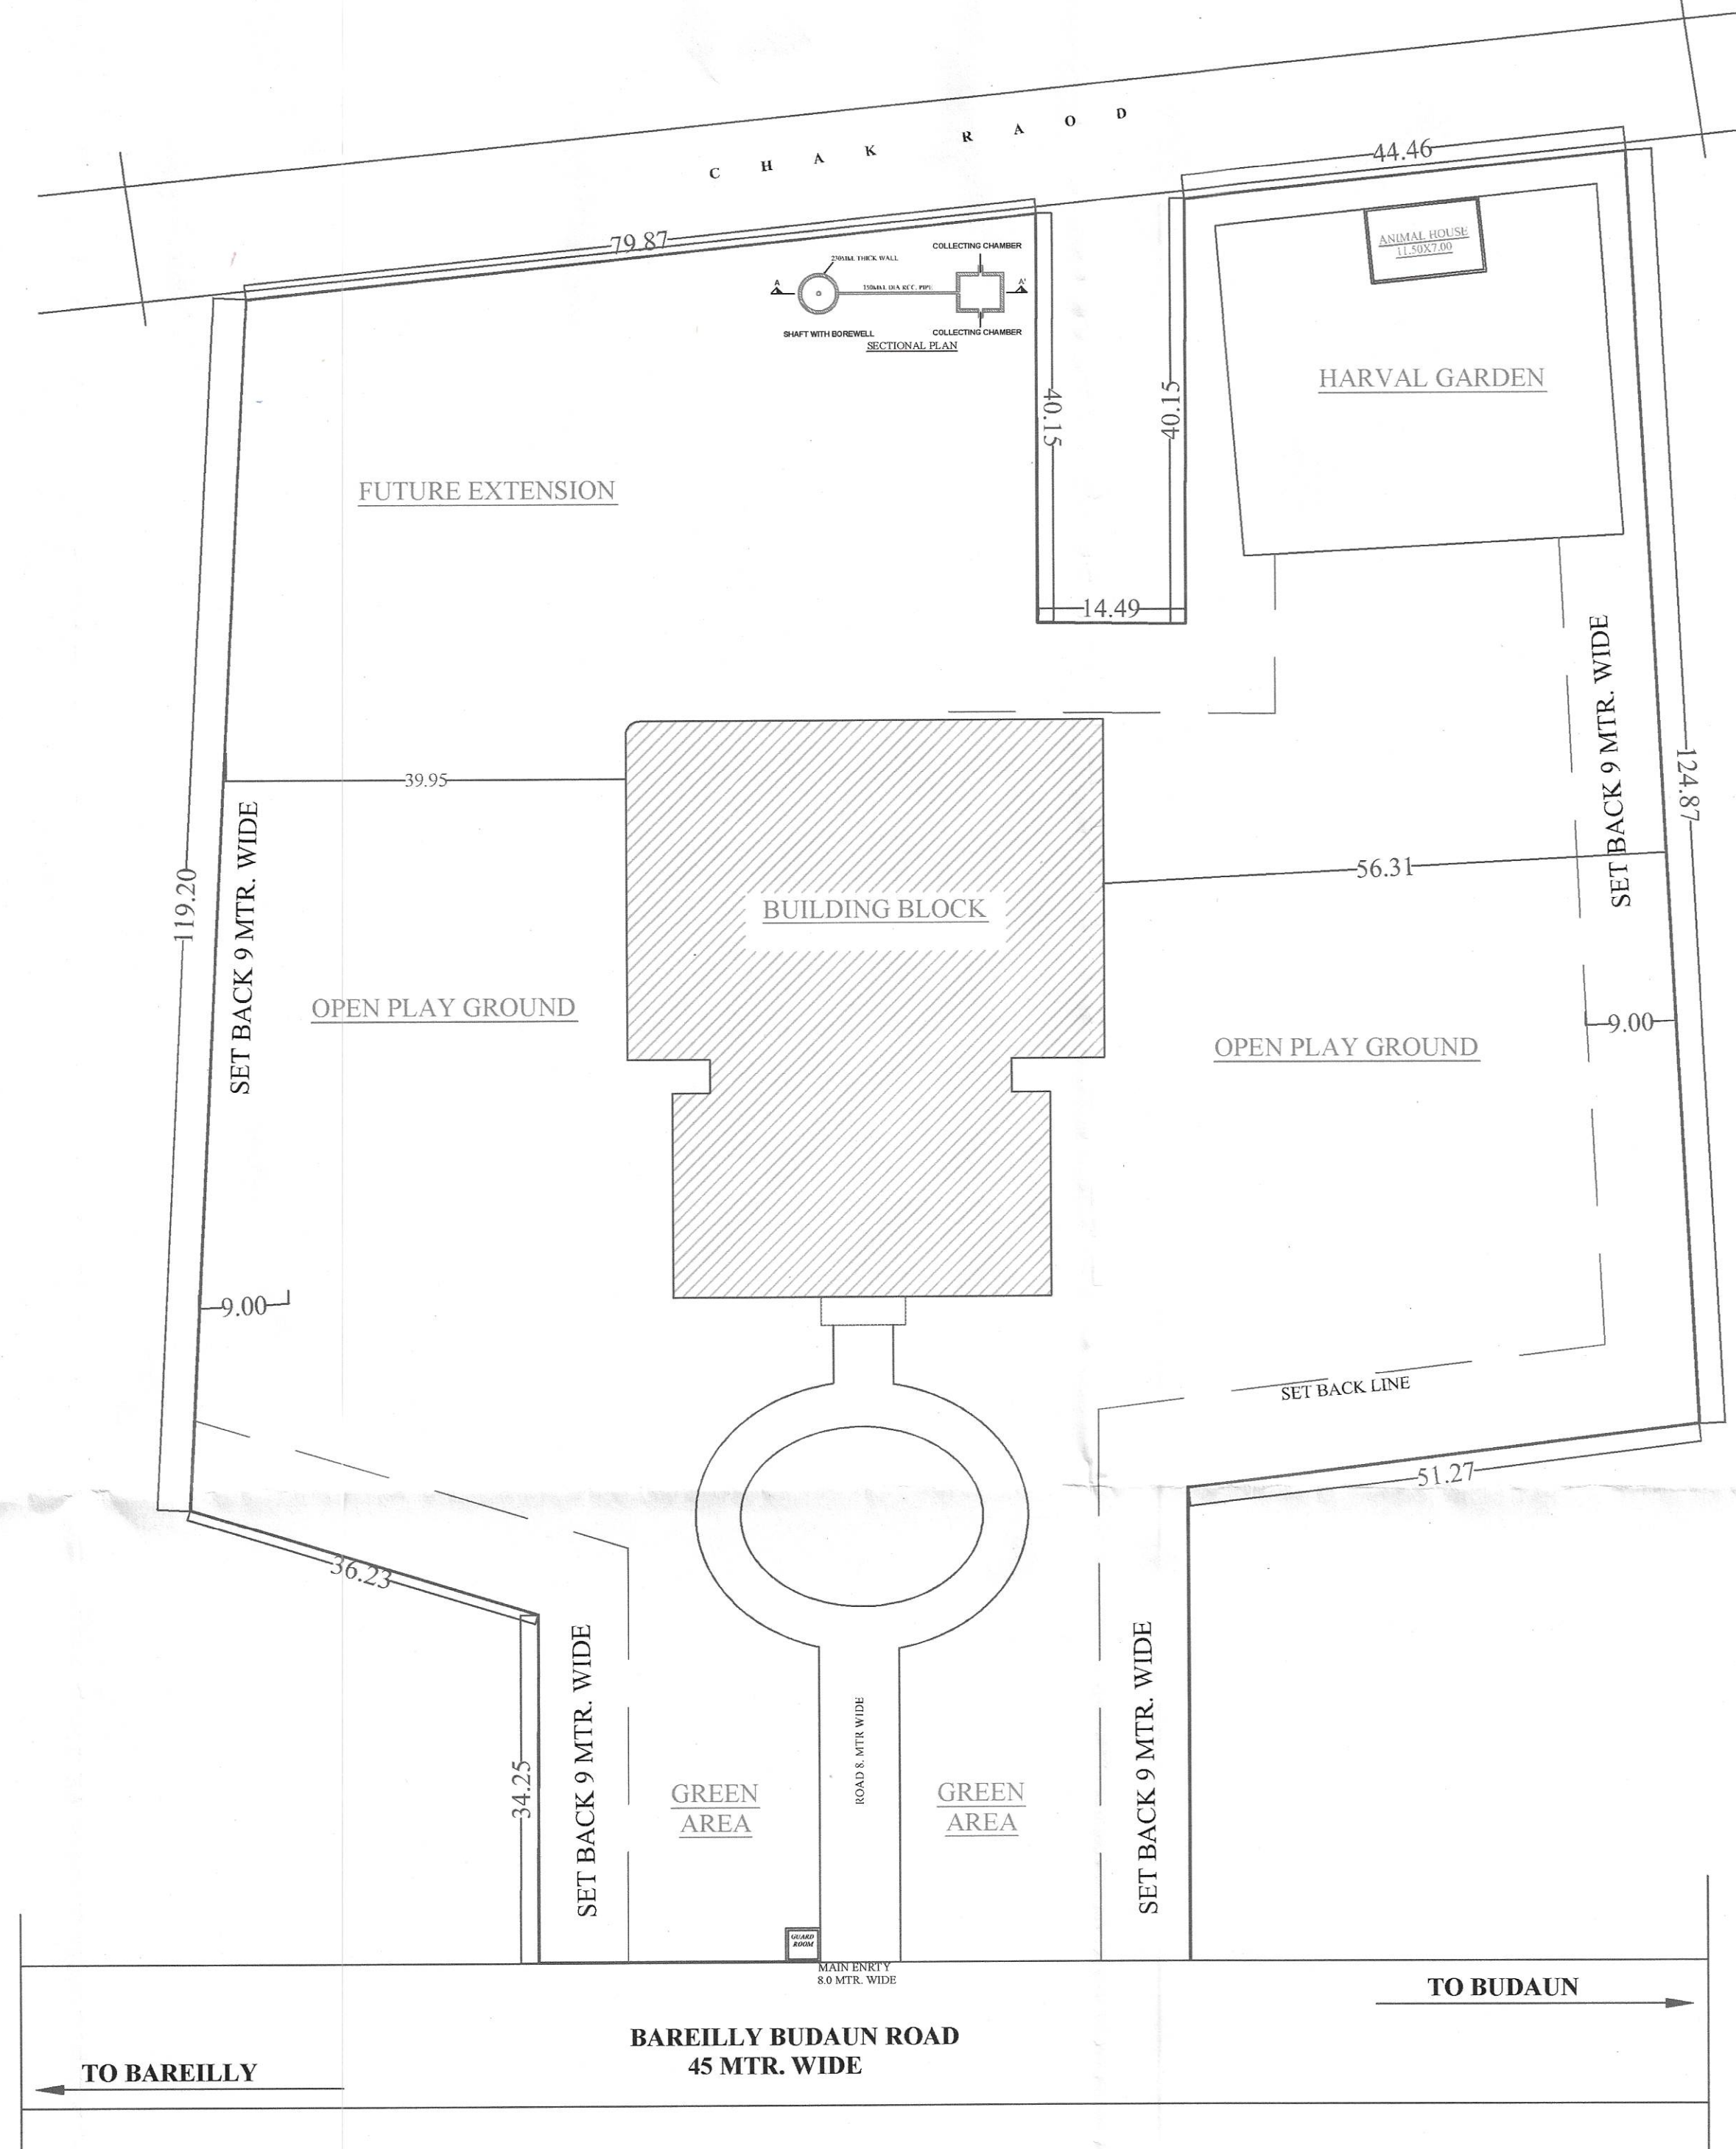 CHAK RAOD
44.46
79.87
ANIMAL HOUSE
11.50X7.00
COLLECTING CHAMBER
230MM. THICK WALL
A
A'
SHAFT WITH BOREWELL
COLLECTING CHAMBER
SECTIONAL PLAN
HARVAL GARDEN
40.15
40.15
FUTURE EXTENSION
14.49
SET BACK 9 MTR. WIDE
39.95
124.87
SET BACK 9 MTR. WIDE
56.31
119.20
BUILDING BLOCK
OPEN PLAY GROUND
9.00
OPEN PLAY GROUND
9.00
SET BACK LINE
51.27
36.23
SET BACK 9 MTR. WIDE
SET BACK 9 MTR. WIDE
ROAD 8. MTR WIDE
34.25
GREEN
AREA
GREEN
AREA
GUARD
ROOM
MAIN ENRTY
8.0 MTR. WIDE
TO BUDAUN
BAREILLY BUDAUN ROAD
45 MTR. WIDE
TO BAREILLY